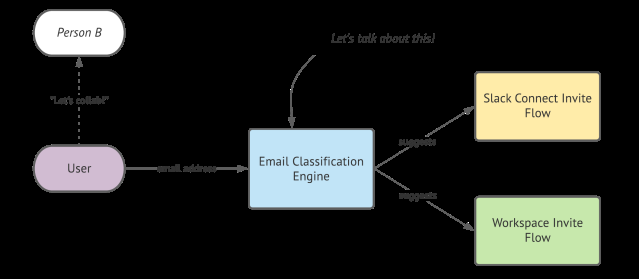 Person B
Let's talk about this!
"Let's collab!"
Slack Connect Invite
Flow
suggests
User
email address
Email Classification
Engine
suggests
Workspace Invite
Flow